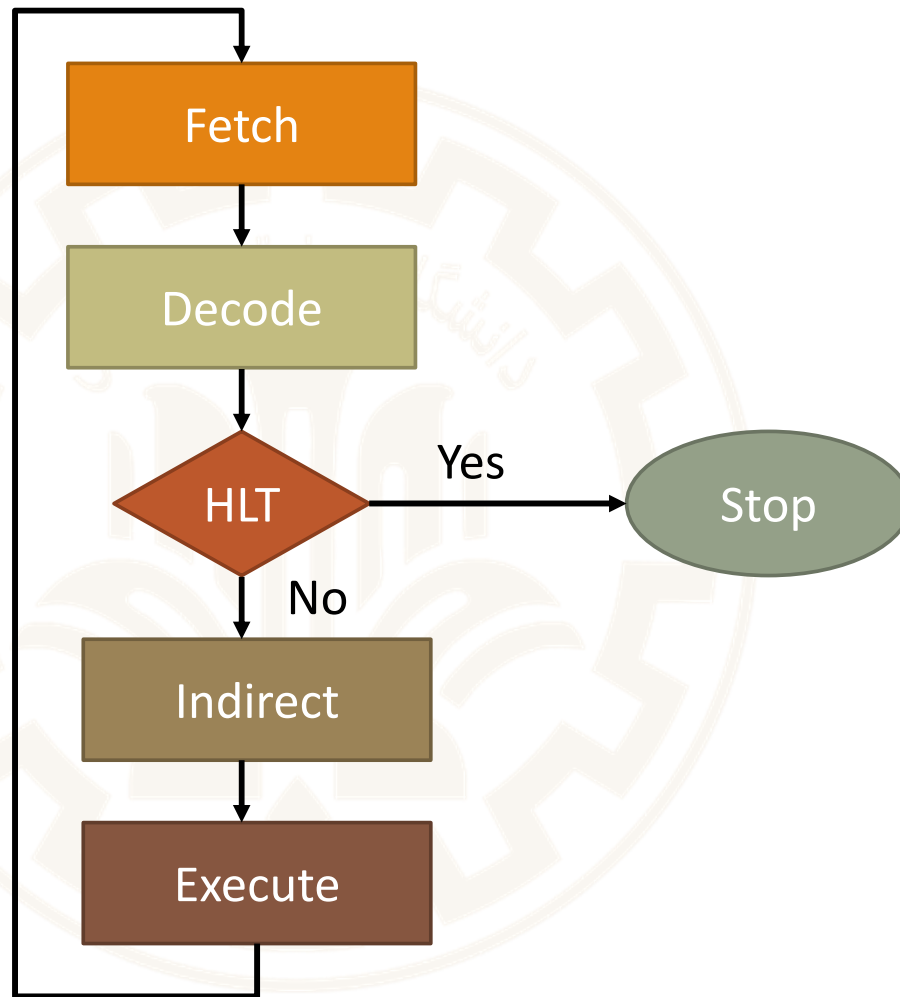 Fetch
Decode
HLT
Yes
Stop
No
Indirect
Execute